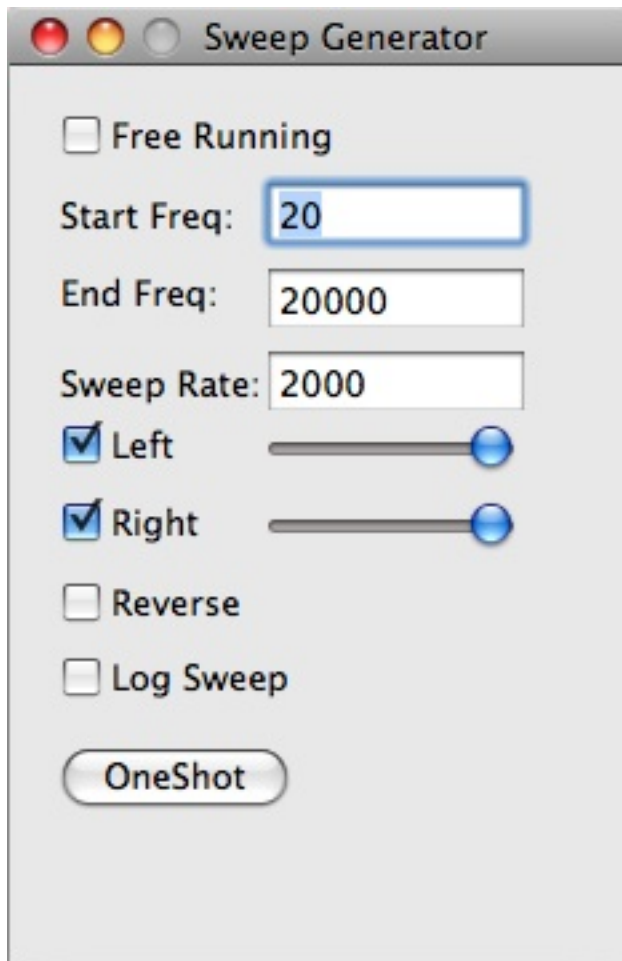 Sweep Generator
Free Running
Start Freq: 20
End Freq: 20000
Sweep Rate: 2000
Left
Right
Reverse
Log Sweep
OneShot